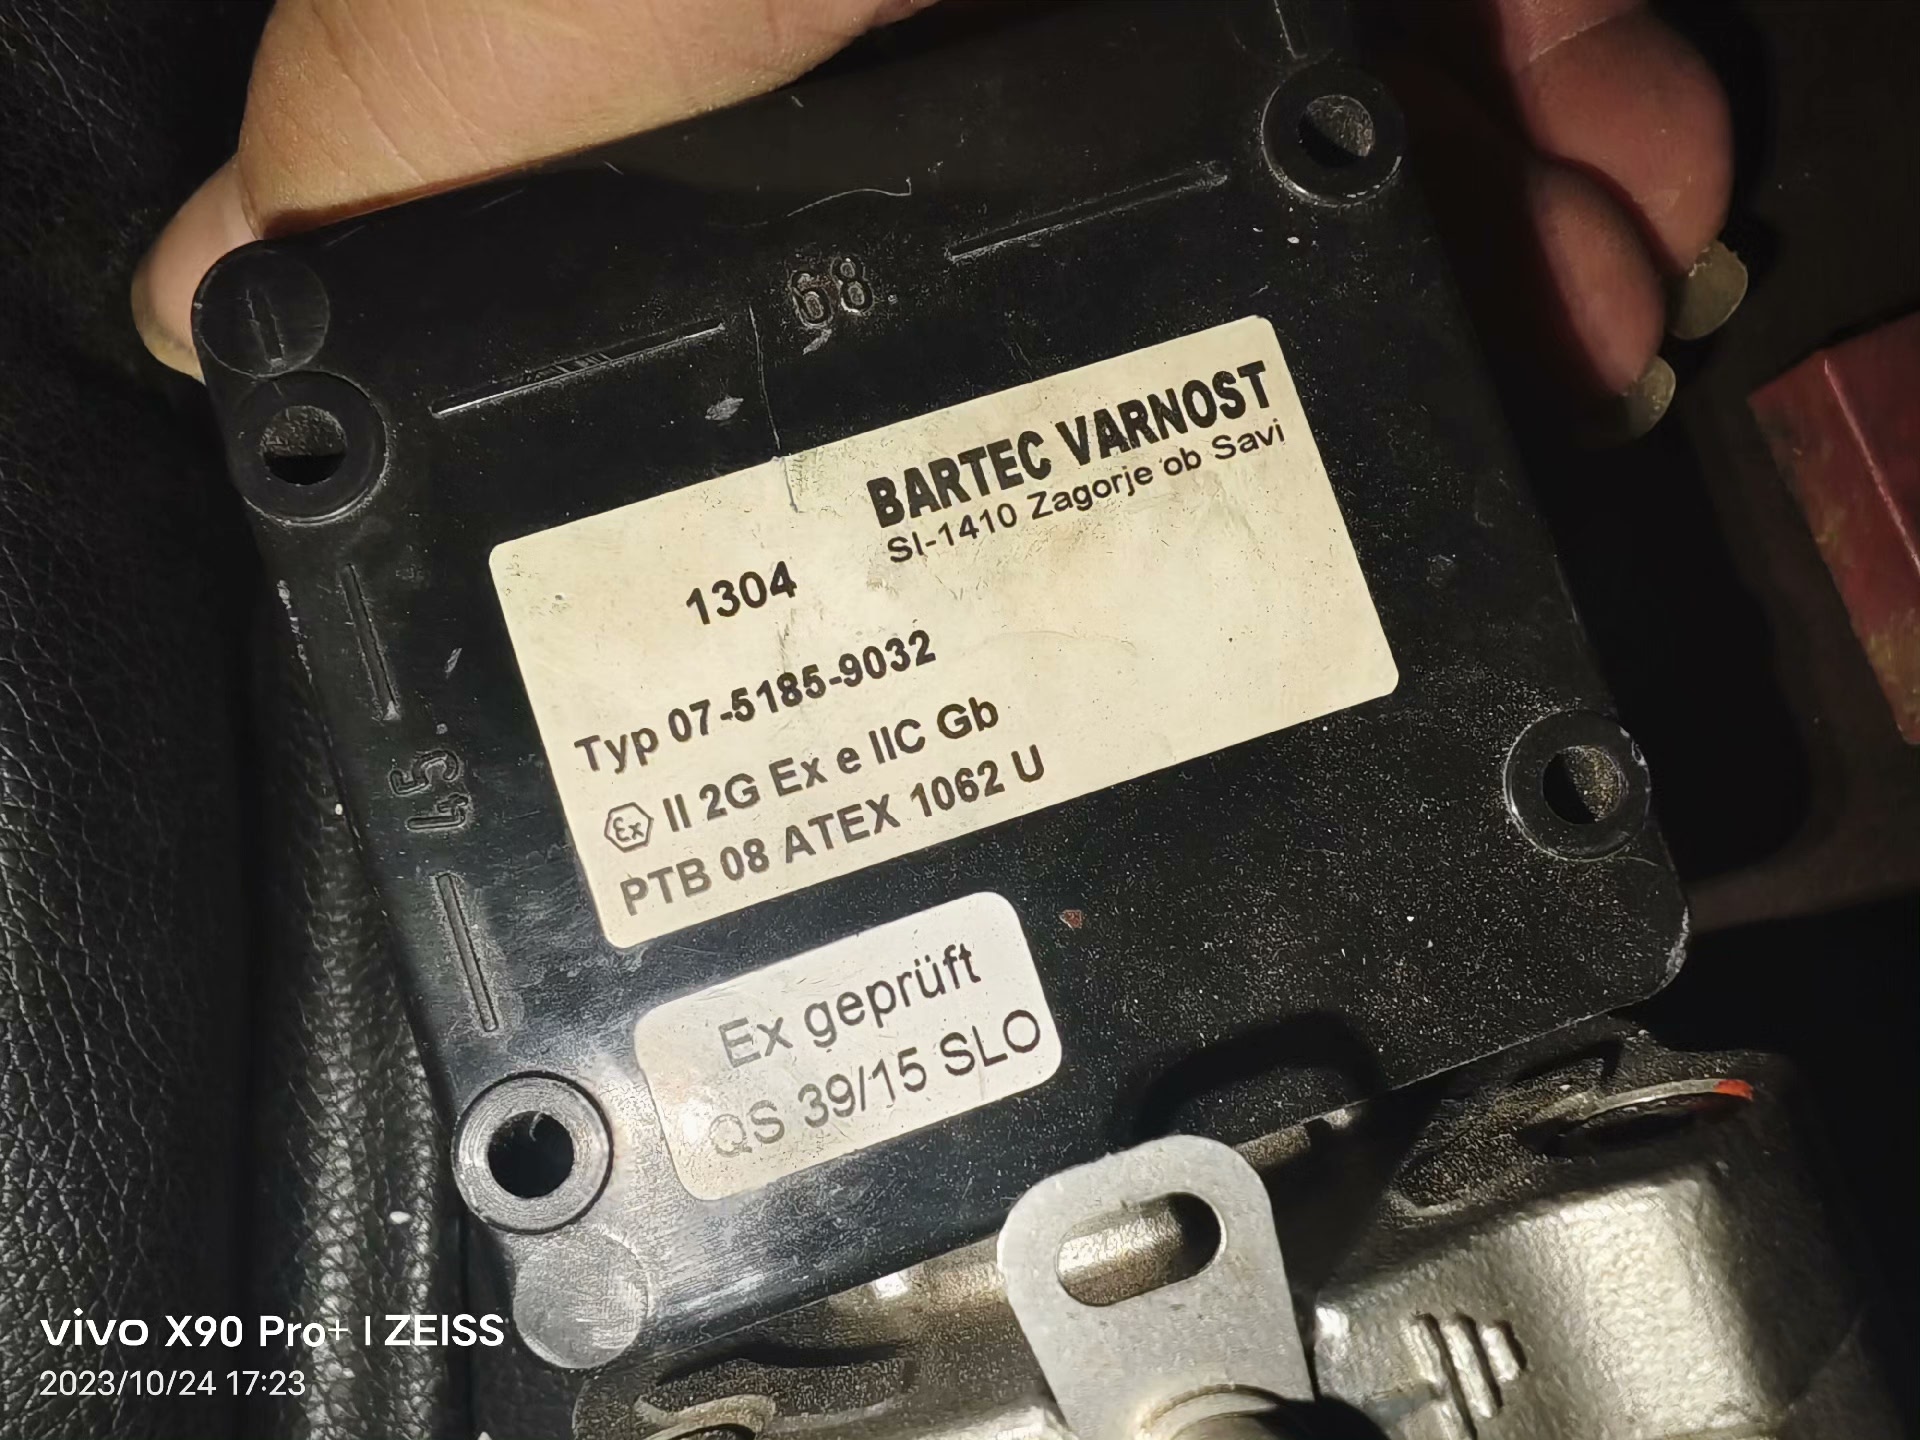 68
BARTEC VARNOST
SI-1410 Zagorje ob Savi
1304
Typ 07-5185-9032
Ex II 2G Ex e IIC Gb
PTB 08 ATEX 1062 U
45
Ex geprüft
QS 39/15 SLO
vivo X90 Pro+ | ZEISS
2023/10/24 17:23